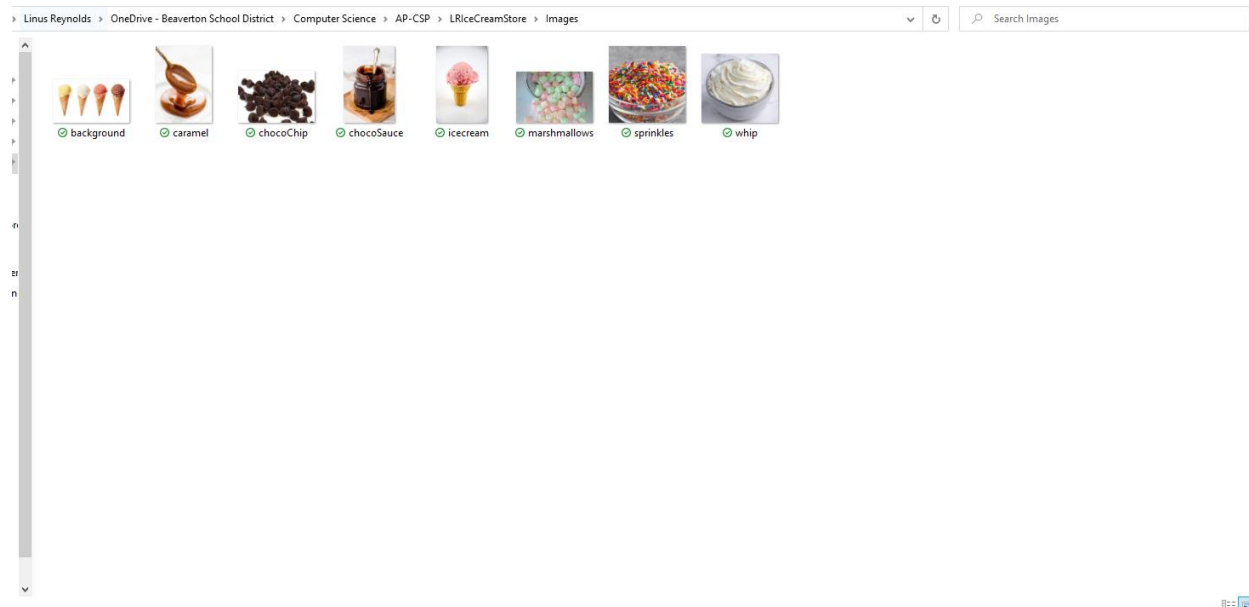 Linus Reynolds > OneDrive - Beaverton School District > Computer Science > AP-CSP > LRIceCreamStore > Images
Search Images
background
caramel
chocoChip
chocoSauce
icecream
marshmallows
sprinkles
whip